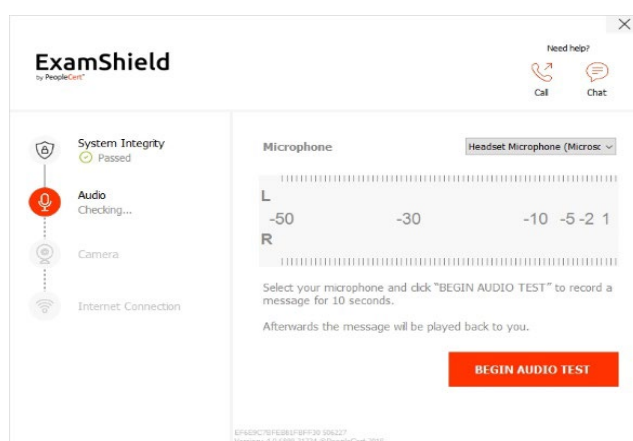 Need help?
ExamShield
by PeopleCert
Call Chat
System Integrity
Passed
Audio
Checking...
Camera
Internet Connection
Microphone
Headset Microphone (Microsc
L
-50 -30 -10 -5 -2 1
R
Select your microphone and click "BEGIN AUDIO TEST" to record a
message for 10 seconds.
Afterwards the message will be played back to you.
BEGIN AUDIO TEST